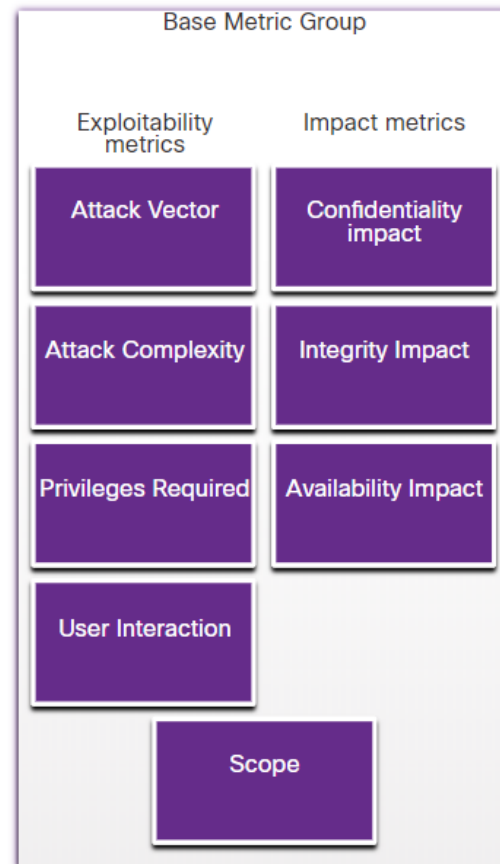 Base Metric Group
Exploitability
metrics
Impact metrics
Attack Vector
Confidentiality
impact
Attack Complexity
Integrity Impact
Privileges Required
Availability Impact
User Interaction
Scope